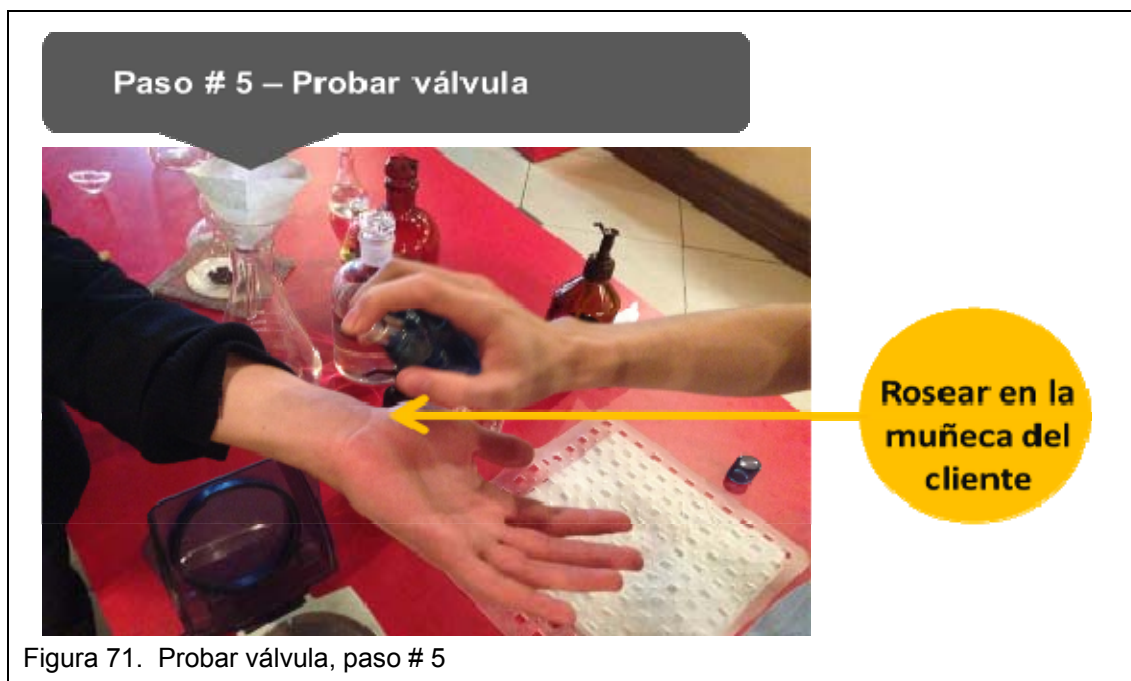 Paso # 5 – Probar válvula
Rosear en la
muñeca del
cliente
Figura 71.  Probar válvula, paso # 5